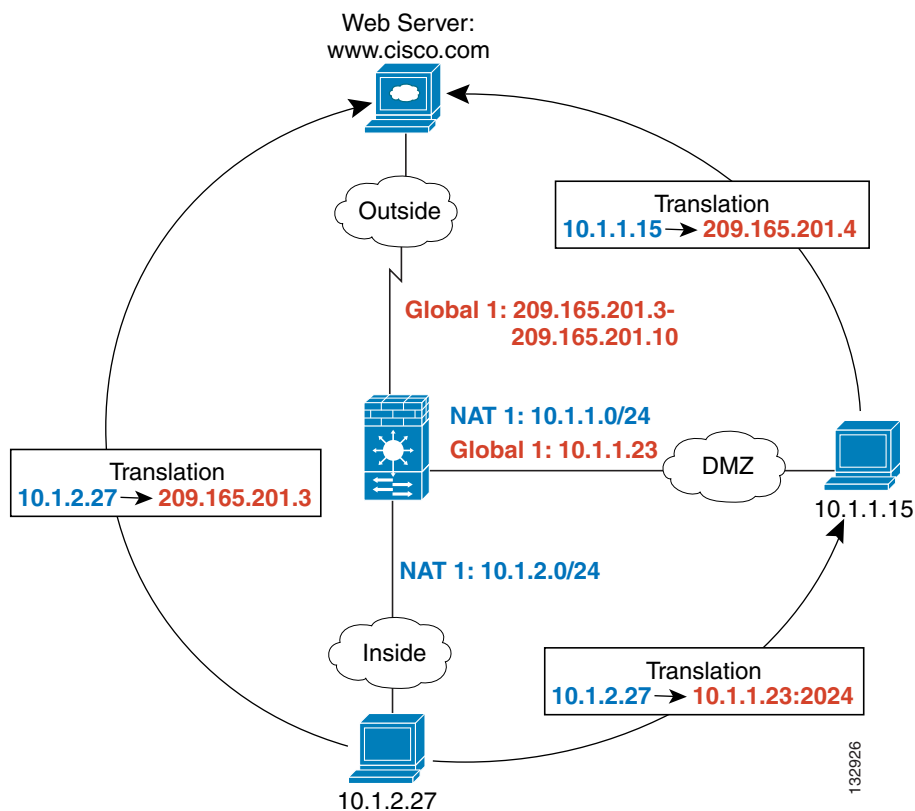 Web Server:
www.cisco.com
Outside
Translation
10.1.1.15 → 209.165.201.4
Global 1: 209.165.201.3-
209.165.201.10
NAT 1: 10.1.1.0/24
Global 1: 10.1.1.23
DMZ
10.1.1.15
Translation
10.1.2.27 → 209.165.201.3
NAT 1: 10.1.2.0/24
Inside
Translation
10.1.2.27 → 10.1.1.23:2024
10.1.2.27
132926